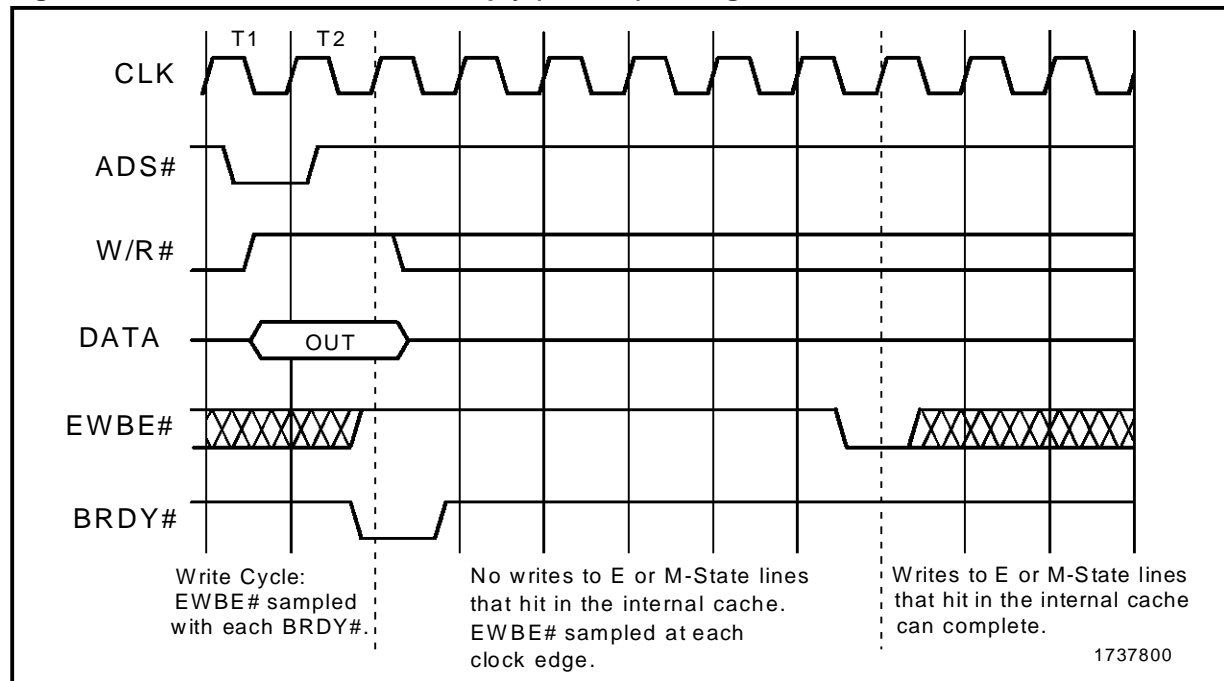 T1 T2
CLK
ADS#
W/R#
DATA OUT
EWBE#
BRDY#
Write Cycle:
EWBE# sampled
with each BRDY#.
No writes to E or M-State lines
that hit in the internal cache.
EWBE# sampled at each
clock edge.
Writes to E or M-State lines
that hit in the internal cache
can complete.
1737800